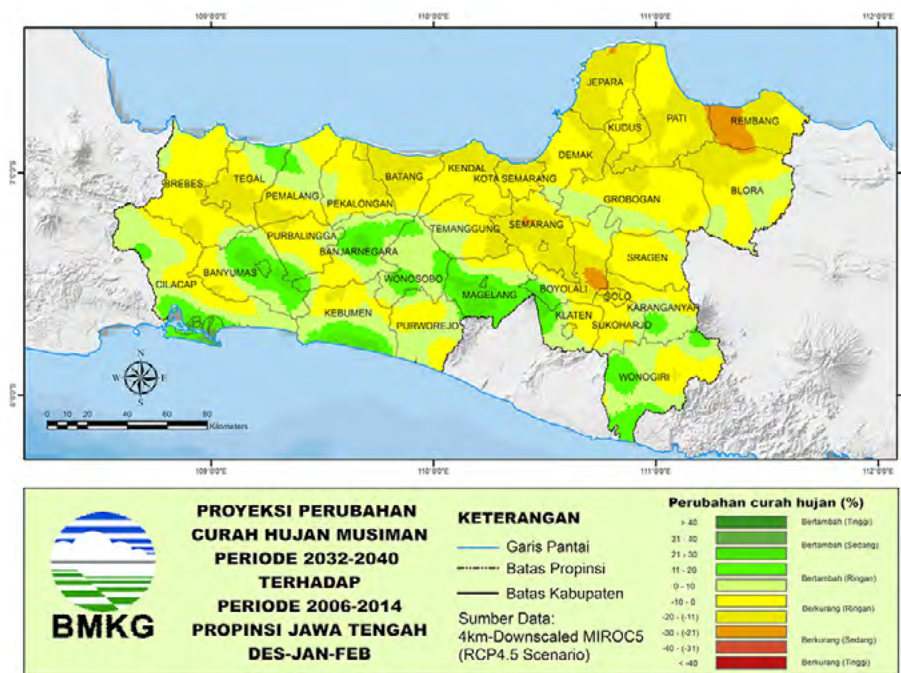 109°0'0"E 110°0'0"E 111°0'0"E 112°0'0"E
7°0'0"S
8°0'0"S
JEPARA
KUDUS
PATI
REMBANG
DEMAK
BLORA
BREBES
TEGAL
PEMALANG
PEKALONGAN
BATANG
KENDAL
KOTA SEMARANG
GROBOGAN
PURBALINGGA
BANJARNEGARA
TEMANGGUNG
SEMARANG
SRAGEN
CILACAP
BANYUMAS
WONOSOBO
MAGELANG
BOYOLALI
SOLO
KARANGANYAR
KEBUMEN
PURWOREJO
KLATEN
SUKOHARJO
WONOGIRI
N
W E
S
0 10 20 40 60 80
Kilometers
109°0'0"E 110°0'0"E 111°0'0"E 112°0'0"E
BMKG
PROYEKSI PERUBAHAN
CURAH HUJAN MUSIMAN
PERIODE 2032-2040
TERHADAP
PERIODE 2006-2014
PROPINSI JAWA TENGAH
DES-JAN-FEB
KETERANGAN
Garis Pantai
Batas Propinsi
Batas Kabupaten
Sumber Data:
4km-Downscaled MIROC5
(RCP4.5 Scenario)
Perubahan curah hujan (%)
> 40 Bertambah (Tinggi)
31 - 40
Bertambah (Sedang)
21 - 30
11 - 20
Bertambah (Ringan)
0 - 10
-10 - 0
Berkurang (Ringan)
-20 - (-11)
-30 - (-21)
Berkurang (Sedang)
-40 - (-31)
< -40 Berkurang (Tinggi)